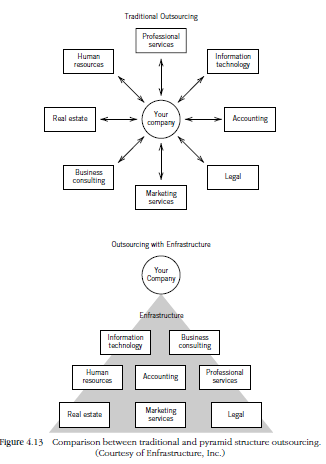 Traditional Outsourcing
Professional
services
Human
resources
Information
technology
Real estate
Your
company
Accounting
Business
consulting
Legal
Marketing
services
Outsourcing with Enfrastructure
Your
Company
Enfrastructure
Information
technology
Business
consulting
Human
resources
Accounting
Professional
services
Real estate
Marketing
services
Legal
Figure 4.13 Comparison between traditional and pyramid structure outsourcing.
(Courtesy of Enfrastructure, Inc.)